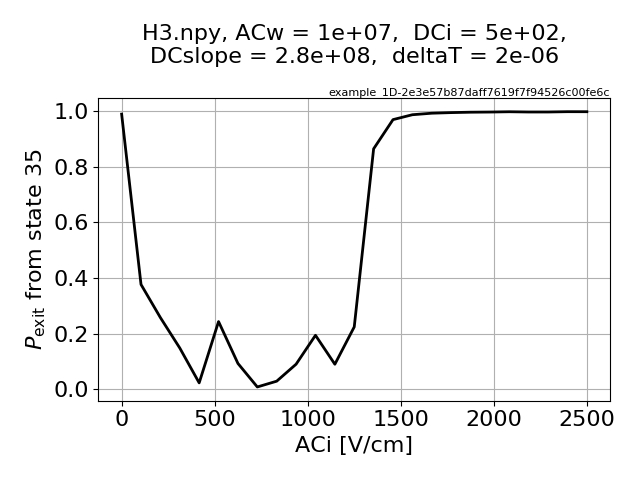 H3.npy, ACw = 1e+07,  DCi = 5e+02,
DCslope = 2.8e+08,  deltaT = 2e-06
example_1D-2e3e57b87daff7619f7f94526c00fe6c
1.0
0.8
0.6
0.4
0.2
0.0
P_exit from state 35
0 500 1000 1500 2000 2500
ACi [V/cm]